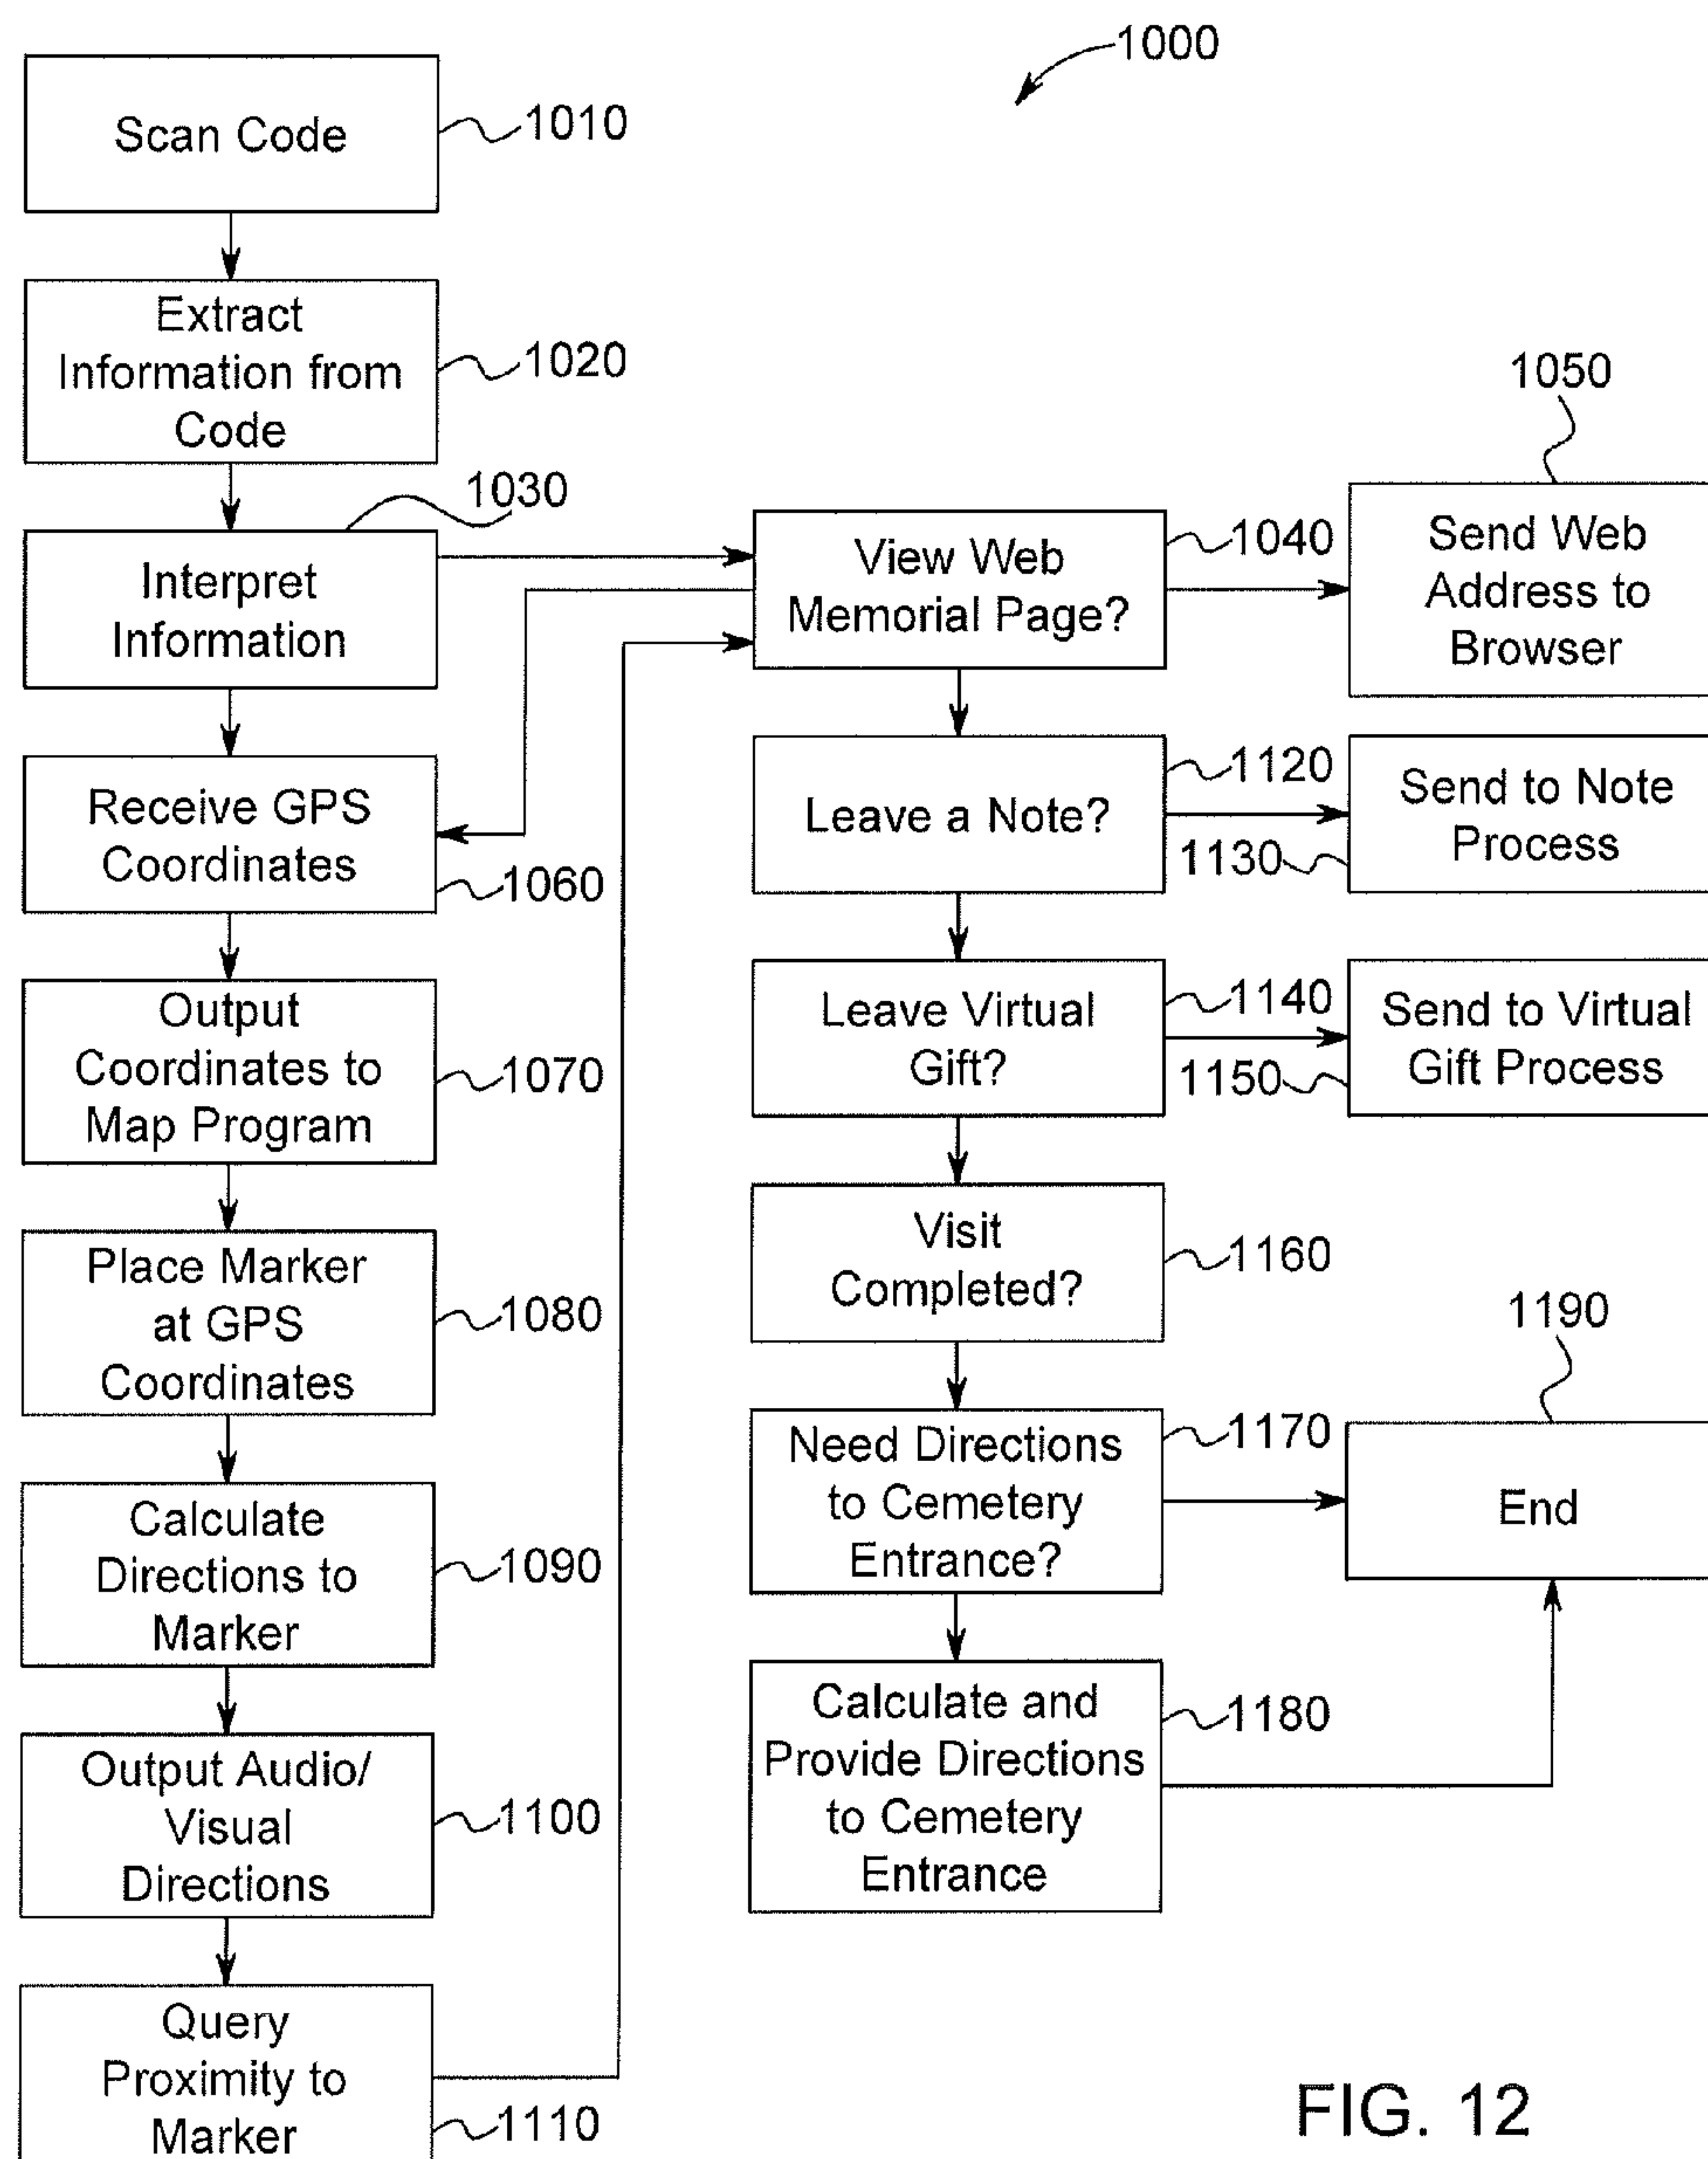 1000
Scan Code
1010
Extract
Information from
Code
1020
1030
Interpret
Information
View Web
Memorial Page?
1040
1050
Send Web
Address to
Browser
Receive GPS
Coordinates
1060
Leave a Note?
1120
1130
Send to Note
Process
Output
Coordinates to
Map Program
1070
Leave Virtual
Gift?
1140
1150
Send to Virtual
Gift Process
Place Marker
at GPS
Coordinates
1080
Visit
Completed?
1160
Calculate
Directions to
Marker
1090
Need Directions
to Cemetery
Entrance?
1170
1190
End
Output Audio/
Visual
Directions
1100
Calculate and
Provide Directions
to Cemetery
Entrance
1180
Query
Proximity to
Marker
1110
FIG. 12